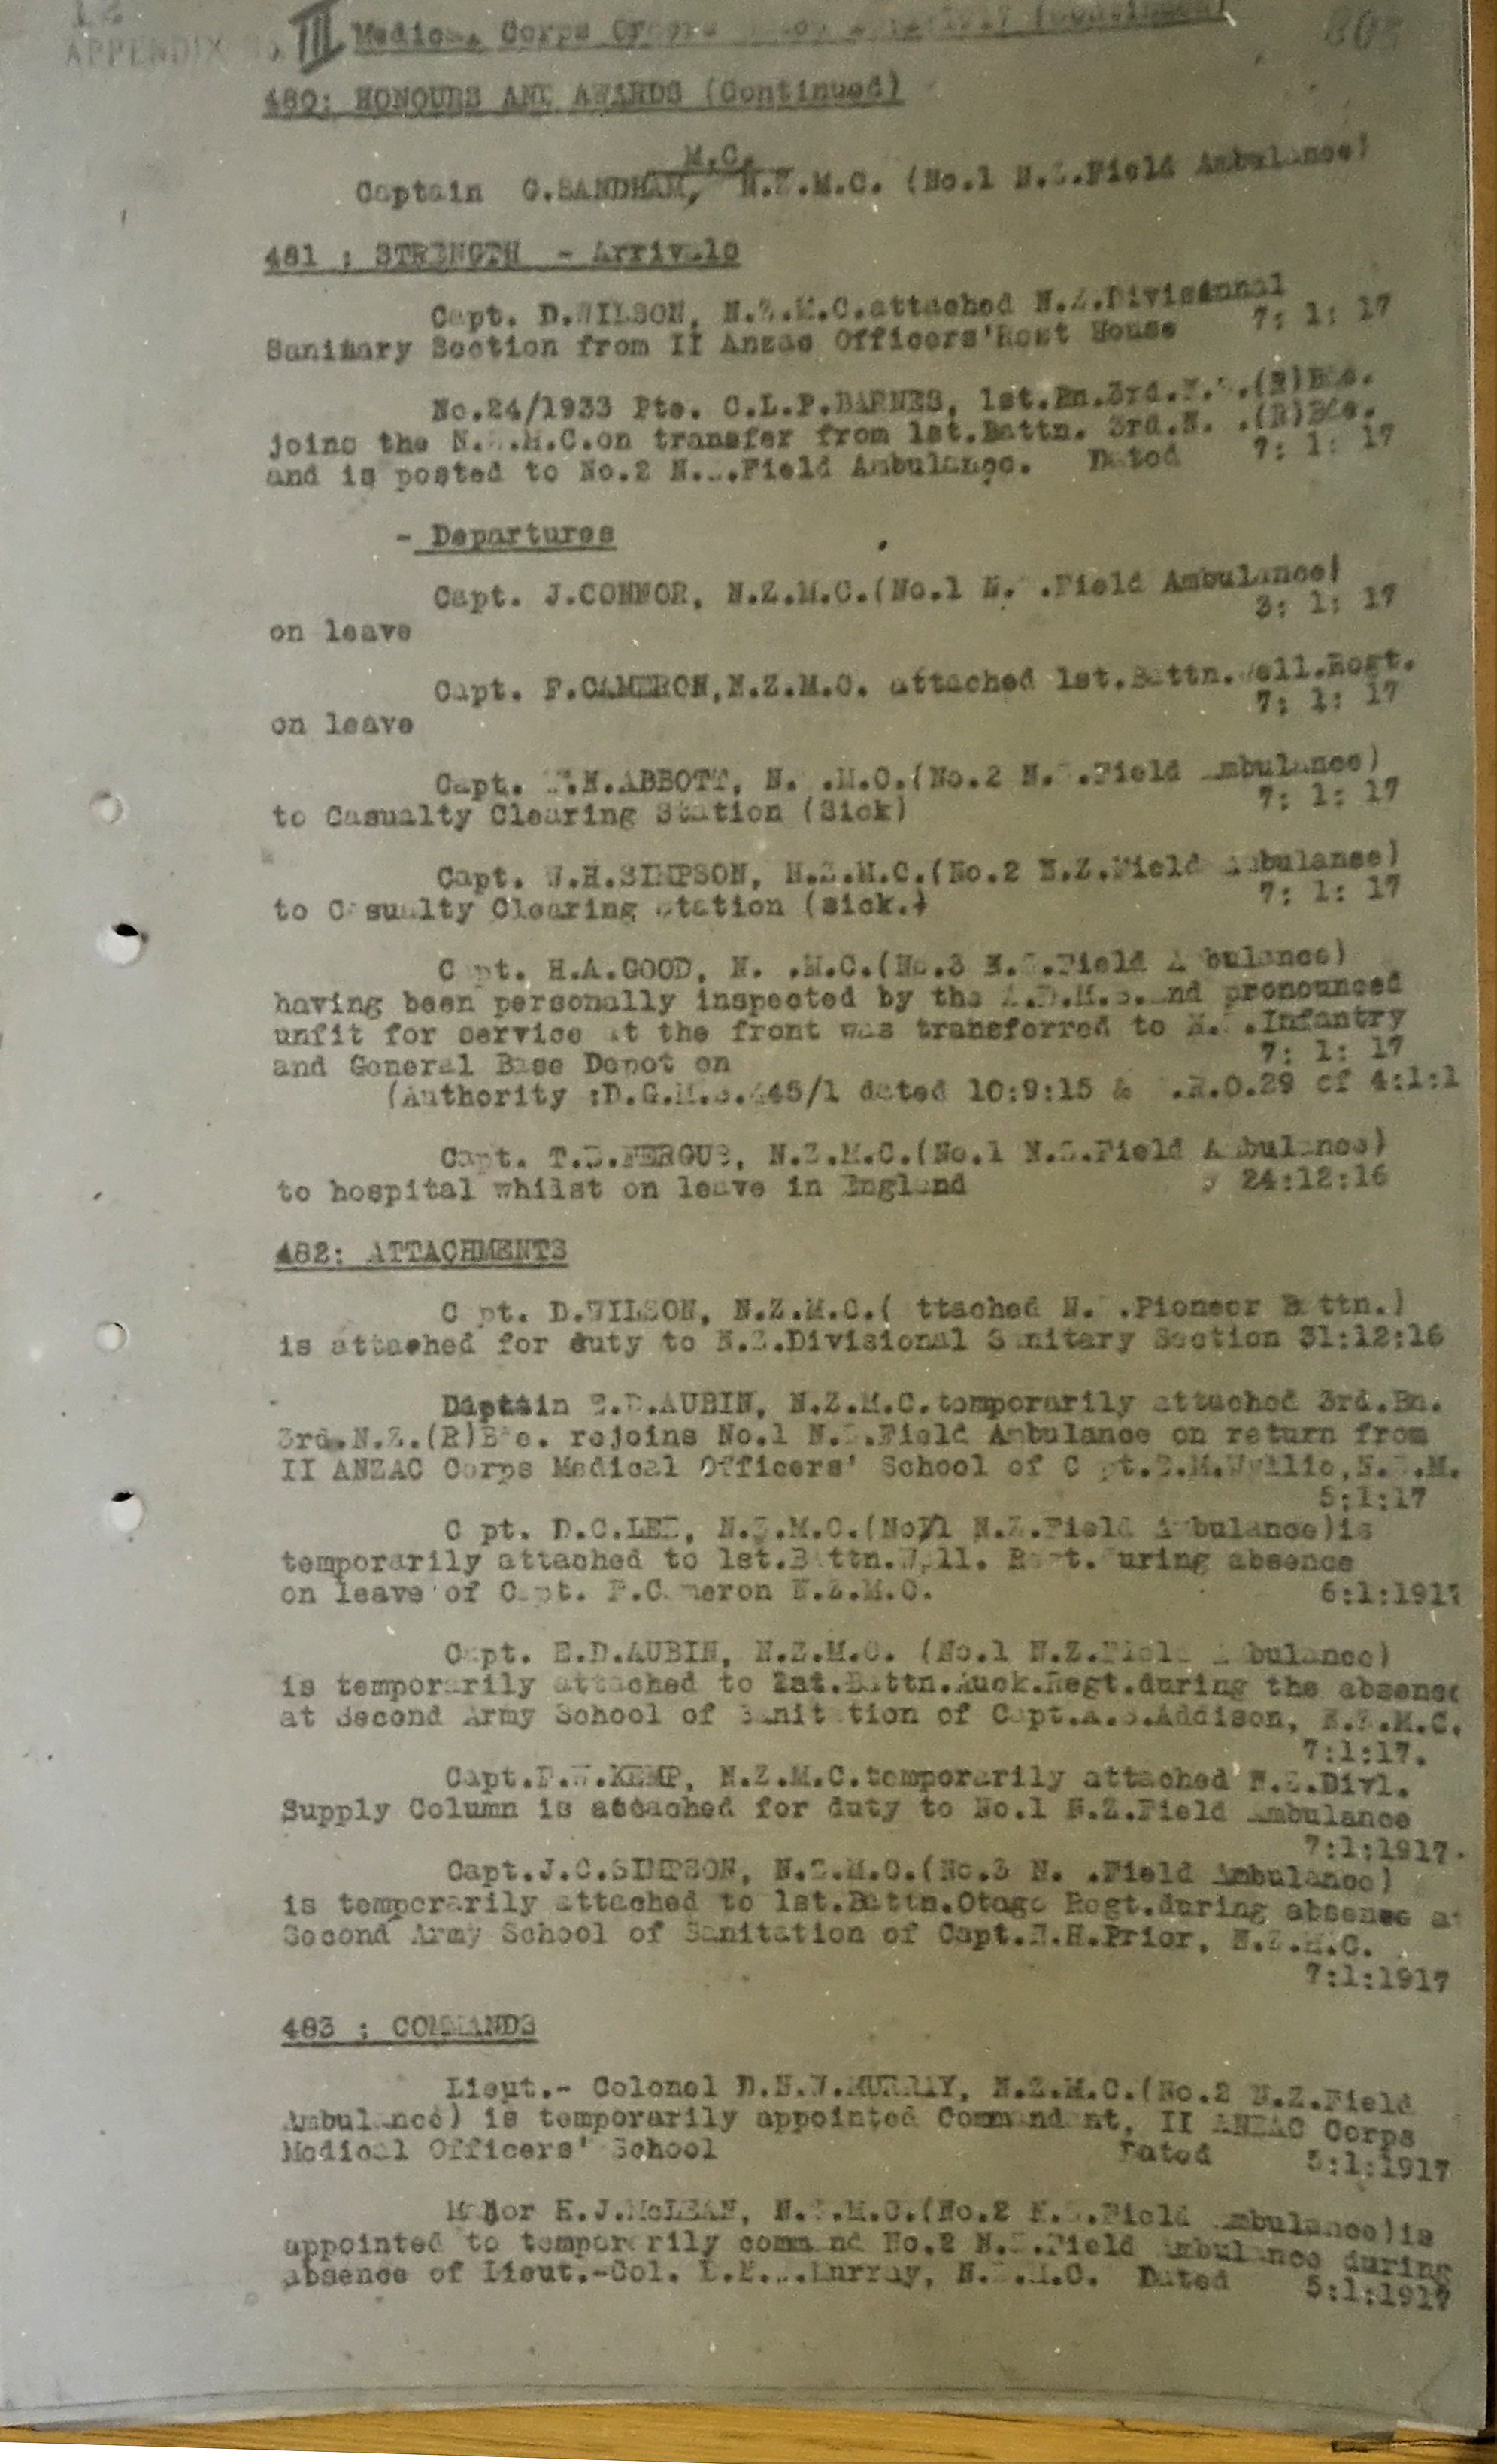 APPENDIX III Medical Corps Orders 1917 (Continued)
480: HONOURS AND AWARDS (Continued)
M.C.
Captain G.SANDHAM, N.Z.M.C. (No.1 N.Z.Field Ambulance)
481 : STRENGTH - Arrivals
Capt. D.WILSON, N.Z.M.C.attached N.Z.Divisional
Sanitary Section from II Anzac Officers'Rest House 7: 1: 17
No.24/1933 Pte. C.L.P.BARNES, 1st.Bn.3rd.N.Z.(R)Bde.
joins the N.Z.M.C.on transfer from 1st.Battn. 3rd.N.Z.(R)Bde.
and is posted to No.2 N.Z.Field Ambulance. Dated 7: 1: 17
- Departures
Capt. J.CONNOR, N.Z.M.C.(No.1 N.Z.Field Ambulance)
on leave 3: 1: 17
Capt. F.CAMERON,N.Z.M.C. attached 1st.Battn.Well.Regt.
on leave 7: 1: 17
Capt. ABBOTT, N.Z.M.C.(No.2 N.Z.Field Ambulance)
to Casualty Clearing Station (Sick) 7: 1: 17
Capt. W.H.SIMPSON, N.Z.M.C.(No.2 N.Z.Field Ambulanse)
to Casualty Clearing Station (sick.) 7: 1: 17
Capt. H.A.GOOD, N.Z.M.C.(No.3 N.Z.Field Ambulance)
having been personally inspected by the A.D.M.S.and pronounced
unfit for service at the front was transferred to N.Z.Infantry
and General Base Depot on 7: 1: 17
(Authority :D.G.M.S.445/1 dated 10:9:15 & .R.O.29 of 4:1:1
Capt. FERGUS, N.Z.M.C.(No.1 N.Z.Field Ambulance)
to hospital whilst on leave in England 24:12:16
482: ATTACHMENTS
Capt. D.WILSON, N.Z.M.C.( attached N.Z.Pioneer Battn.)
is attached for duty to N.Z.Divisional Sanitary Section 31:12:16
Captain E.D.AUBIN, N.Z.M.C.temporarily attached 3rd.Bn.
3rd.N.Z.(R)Bde. rejoins No.1 N.Z.Field Ambulance on return from
II ANZAC Corps Medical Officers' School of Capt. Wyllie,N.Z.M.
5:1:17
Capt. D.C.LEE, N.Z.M.C.(No/1 N.Z.Field Ambulance)is
temporarily attached to 1st.Battn.Well. Regt.during absence
on leave of Capt. F.Cameron N.Z.M.C. 6:1:1917
Capt. E.D.AUBIN, N.Z.M.C. (No.1 N.Z.Field Ambulance)
is temporarily attached to 1st.Battn.Auck.Regt.during the absence
at Second Army School of Sanitation of Capt.A.S.Addison, N.Z.M.C.
7:1:17.
Capt.F.W.KEMP, N.Z.M.C.temporarily attached N.Z.Divl.
Supply Column is attached for duty to No.1 N.Z.Field Ambulance
7:1:1917.
Capt.J.C.SIMPSON, N.Z.M.C.(No.3 N.Z.Field Ambulance)
is temporarily attached to 1st.Battn.Otago Regt.during absence at
Second Army School of Sanitation of Capt.N.H.Prior, N.Z.M.C.
7:1:1917
483 : COMMANDS
Lieut.- Colonel D.N.W.MURRAY, N.Z.M.C.(No.2 N.Z.Field
Ambulance) is temporarily appointed Commandant, II ANZAC Corps
Medical Officers' School Dated 5:1:1917
Major H.J.McLEAN, N.Z.M.C.(No.2 N.Z.Field Ambulance)is
appointed to temporarily command No.2 N.Z.Field Ambulance during
absence of Lieut.-Col. D.N.W.Murray, N.Z.M.C. Dated 5:1:1917